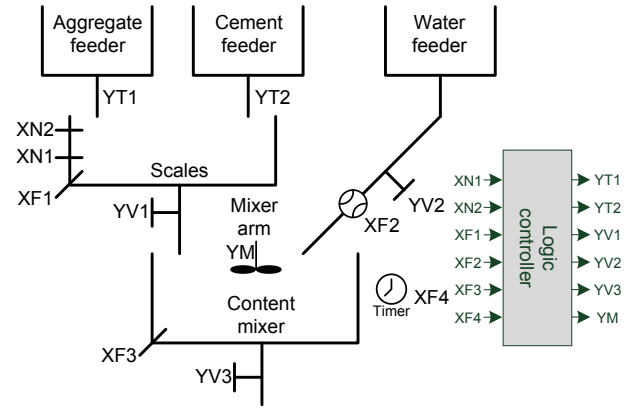 Aggregate
feeder
Cement
feeder
Water
feeder
YT1
YT2
XN2
XN1
XF1
Scales
YV1
Mixer
arm
YM
YV2
XF2
Content
mixer
Timer
XF4
XF3
YV3
XN1
XN2
XF1
XF2
XF3
XF4
Logic
controller
YT1
YT2
YV1
YV2
YV3
YM